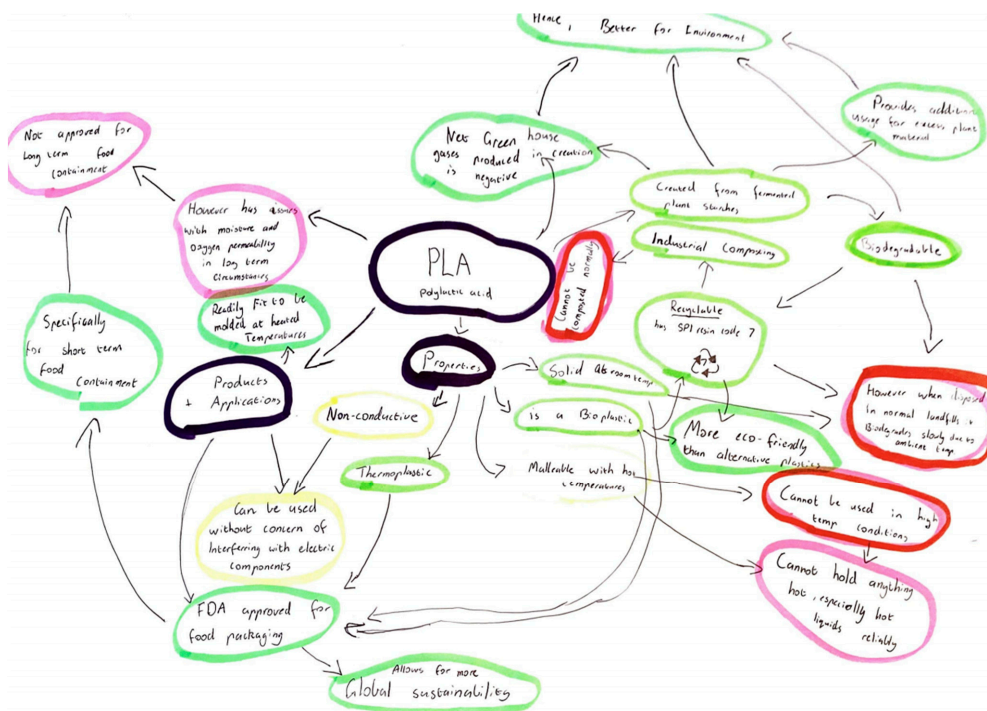 Hence, Better for Environment
Not approved for
Long term food
containment
Net Green house
gases produced in creation
is negative
Provides addition
usage for excess plant
material
Created from fermented
plant starches
However has issues
with moisture and
oxygen permeability
in long term
Circumstances
PLA
Polylactic acid
Cannot be
composted normally
Industrial Composting
Biodegradable
Specifically
for short term
Food
Containment
Readily Fit to be
molded at heated
Temperatures
Recyclable
has SPI resin code 7
Properties
Solid at room temp
Products
+ Applications
Non-conductive
is a Bioplastic
However when disposed
in normal landfills it
Biodegrades slowly due to
ambient temp
More eco-friendly
than alternative plastics
Thermoplastic
Malleable with hot
temperatures
Cannot be used in high
temp conditions
Can be used
without concern of
Interfering with electric
components
Cannot hold anything
hot, especially hot
liquids reliably
FDA approved for
food packaging
Allows for more
Global sustainability